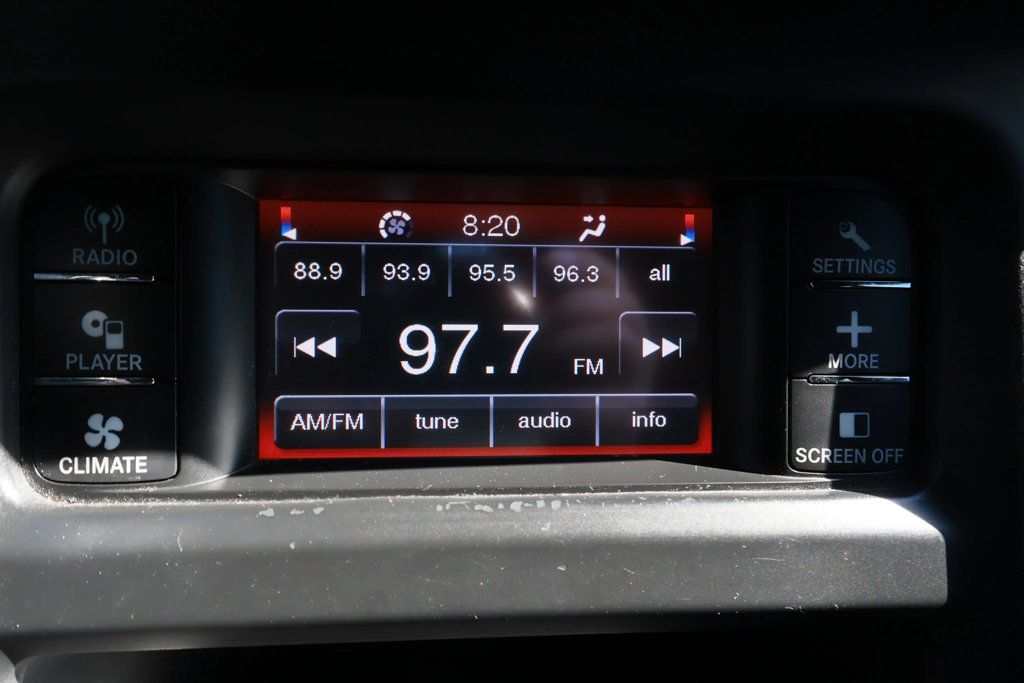 8:20
88.9 93.9 95.5 96.3 all
97.7 FM
AM/FM tune audio info
RADIO
PLAYER
CLIMATE
SETTINGS
MORE
SCREEN OFF